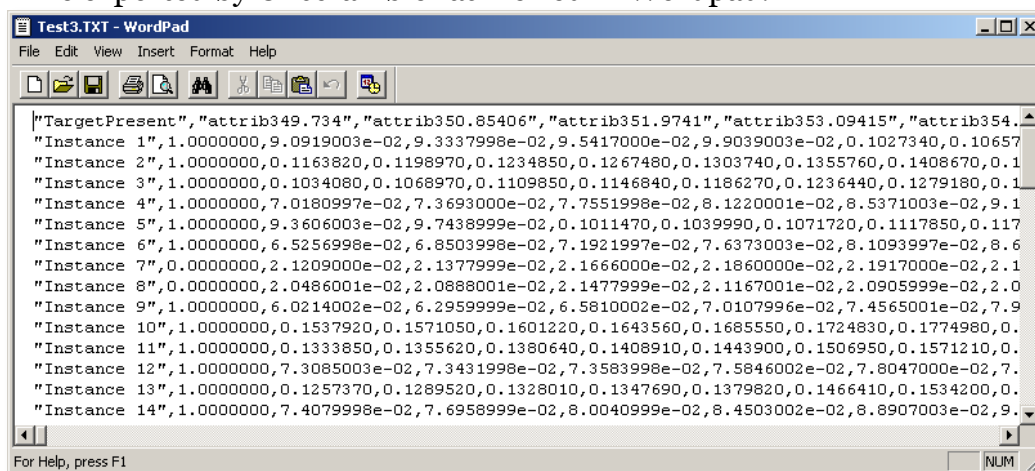 Test3.TXT - WordPad
File Edit View Insert Format Help
"TargetPresent","attrib349.734","attrib350.85406","attrib351.9741","attrib353.09415","attrib354.
"Instance 1",1.0000000,9.0919003e-02,9.3337998e-02,9.5417000e-02,9.9039003e-02,0.1027340,0.10657
"Instance 2",1.0000000,0.1163820,0.1198970,0.1234850,0.1267480,0.1303740,0.1355760,0.1408670,0.1
"Instance 3",1.0000000,0.1034080,0.1068970,0.1109850,0.1146840,0.1186270,0.1236440,0.1279180,0.1
"Instance 4",1.0000000,7.0180997e-02,7.3693000e-02,7.7551998e-02,8.1220001e-02,8.5371003e-02,9.1
"Instance 5",1.0000000,9.3606003e-02,9.7438999e-02,0.1011470,0.1039990,0.1071720,0.1117850,0.117
"Instance 6",1.0000000,6.5256998e-02,6.8503998e-02,7.1921997e-02,7.6373003e-02,8.1093997e-02,8.6
"Instance 7",0.0000000,2.1209000e-02,2.1377999e-02,2.1666000e-02,2.1860000e-02,2.1917000e-02,2.1
"Instance 8",0.0000000,2.0486001e-02,2.0888001e-02,2.1477999e-02,2.1167001e-02,2.0905999e-02,2.0
"Instance 9",1.0000000,6.0214002e-02,6.2959999e-02,6.5810002e-02,7.0107996e-02,7.4565001e-02,7.9
"Instance 10",1.0000000,0.1537920,0.1571050,0.1601220,0.1643560,0.1685550,0.1724830,0.1774980,0.
"Instance 11",1.0000000,0.1333850,0.1355620,0.1380640,0.1408910,0.1443900,0.1506950,0.1571210,0.
"Instance 12",1.0000000,7.3085003e-02,7.3431998e-02,7.3583998e-02,7.5846002e-02,7.8047000e-02,7.
"Instance 13",1.0000000,0.1257370,0.1289520,0.1328010,0.1347690,0.1379820,0.1466410,0.1534200,0.
"Instance 14",1.0000000,7.4079998e-02,7.6958999e-02,8.0040999e-02,8.4503002e-02,8.8907003e-02,9.
For Help, press F1
NUM